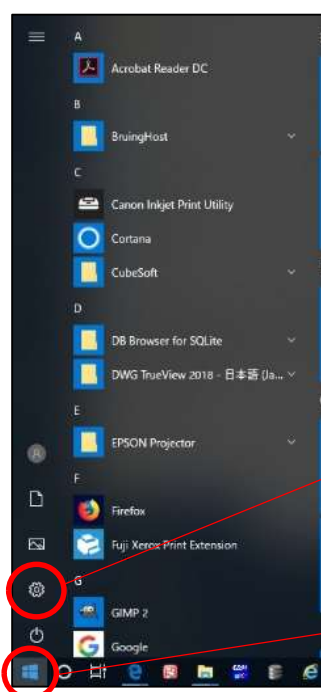 A
Acrobat Reader DC
B
BruingHost
C
Canon Inkjet Print Utility
Cortana
CubeSoft
D
DB Browser for SQLite
DWG TrueView 2018 - 日本語 (Ja...
E
EPSON Projector
F
Firefox
Fuji Xerox Print Extension
G
GIMP 2
Google